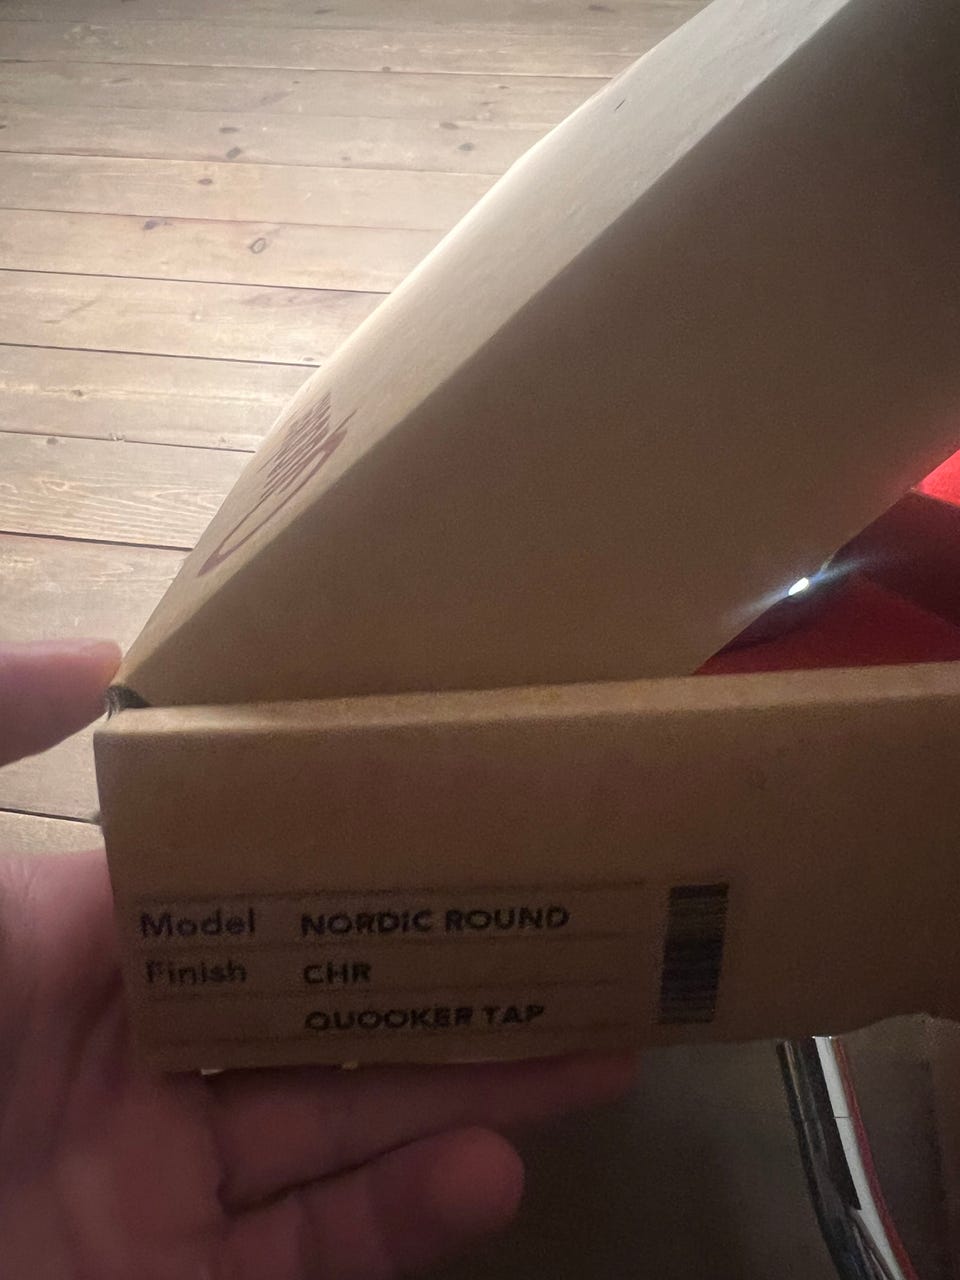 Model NORDIC ROUND
Finish CHR
QUOOKER TAP